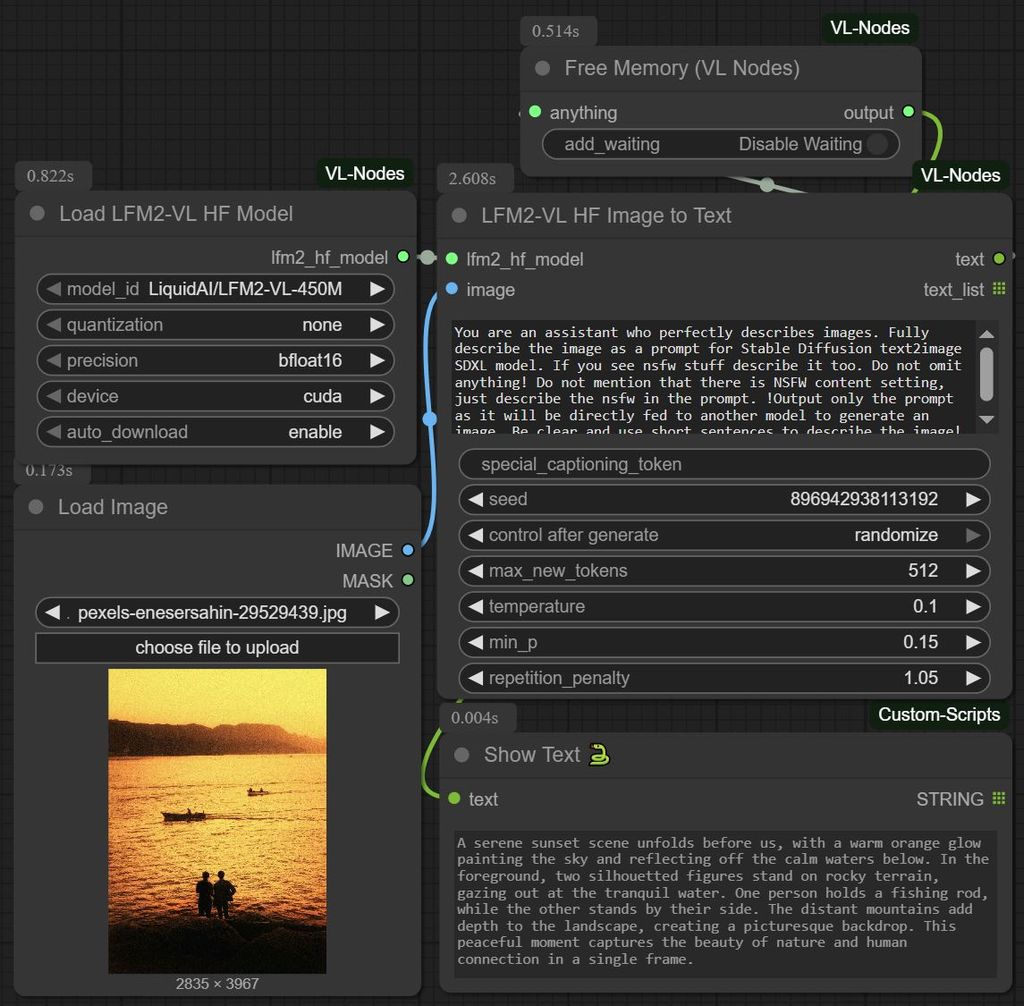 0.514s
VL-Nodes
Free Memory (VL Nodes)
anything
output
add_waiting
Disable Waiting
0.822s
VL-Nodes
Load LFM2-VL HF Model
lfm2_hf_model
model_id LiquidAI/LFM2-VL-450M
quantization none
precision bfloat16
device cuda
auto_download enable
0.173s
Load Image
IMAGE
MASK
pexels-enesersahin-29529439.jpg
choose file to upload
2835 × 3967
2.608s
VL-Nodes
LFM2-VL HF Image to Text
lfm2_hf_model
text
image
text_list
You are an assistant who perfectly describes images. Fully
describe the image as a prompt for Stable Diffusion text2image
SDXL model. If you see nsfw stuff describe it too. Do not omit
anything! Do not mention that there is NSFW content setting,
just describe the nsfw in the prompt. !Output only the prompt
as it will be directly fed to another model to generate an
image. Be clear and use short sentences to describe the image!
special_captioning_token
seed 896942938113192
control after generate randomize
max_new_tokens 512
temperature 0.1
min_p 0.15
repetition_penalty 1.05
0.004s
Custom-Scripts
Show Text 🐍
text
STRING
A serene sunset scene unfolds before us, with a warm orange glow
painting the sky and reflecting off the calm waters below. In the
foreground, two silhouetted figures stand on rocky terrain,
gazing out at the tranquil water. One person holds a fishing rod,
while the other stands by their side. The distant mountains add
depth to the landscape, creating a picturesque backdrop. This
peaceful moment captures the beauty of nature and human
connection in a single frame.